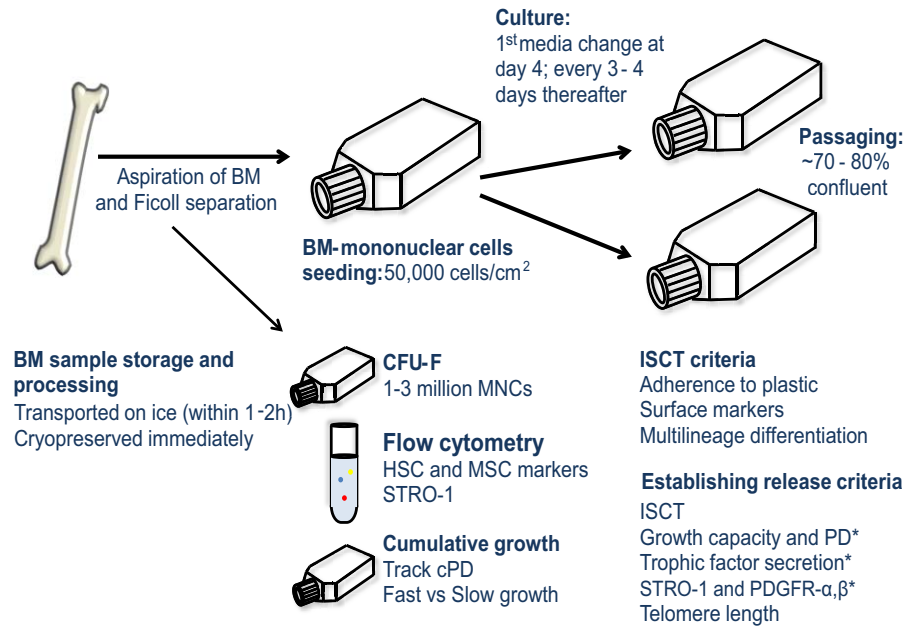 Culture:
1st media change at
day 4; every 3 - 4
days thereafter
Passaging:
~70 - 80%
confluent
Aspiration of BM
and Ficoll separation
BM-mononuclear cells
seeding: 50,000 cells/cm2
BM sample storage and
processing
Transported on ice (within 1-2h)
Cryopreserved immediately
CFU-F
1-3 million MNCs
Flow cytometry
HSC and MSC markers
STRO-1
Cumulative growth
Track cPD
Fast vs Slow growth
ISCT criteria
Adherence to plastic
Surface markers
Multilineage differentiation
Establishing release criteria
ISCT
Growth capacity and PD*
Trophic factor secretion*
STRO-1 and PDGFR-α,β*
Telomere length